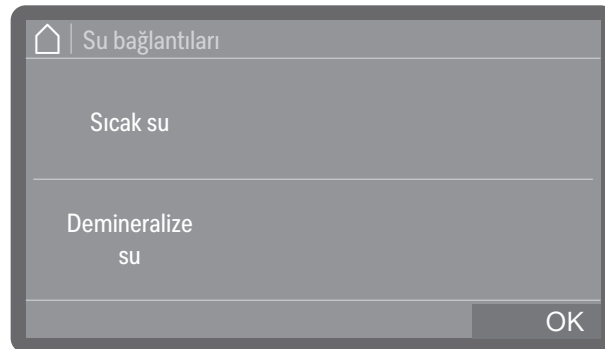 Su bağlantıları
Sıcak su
Demineralize
su
OK